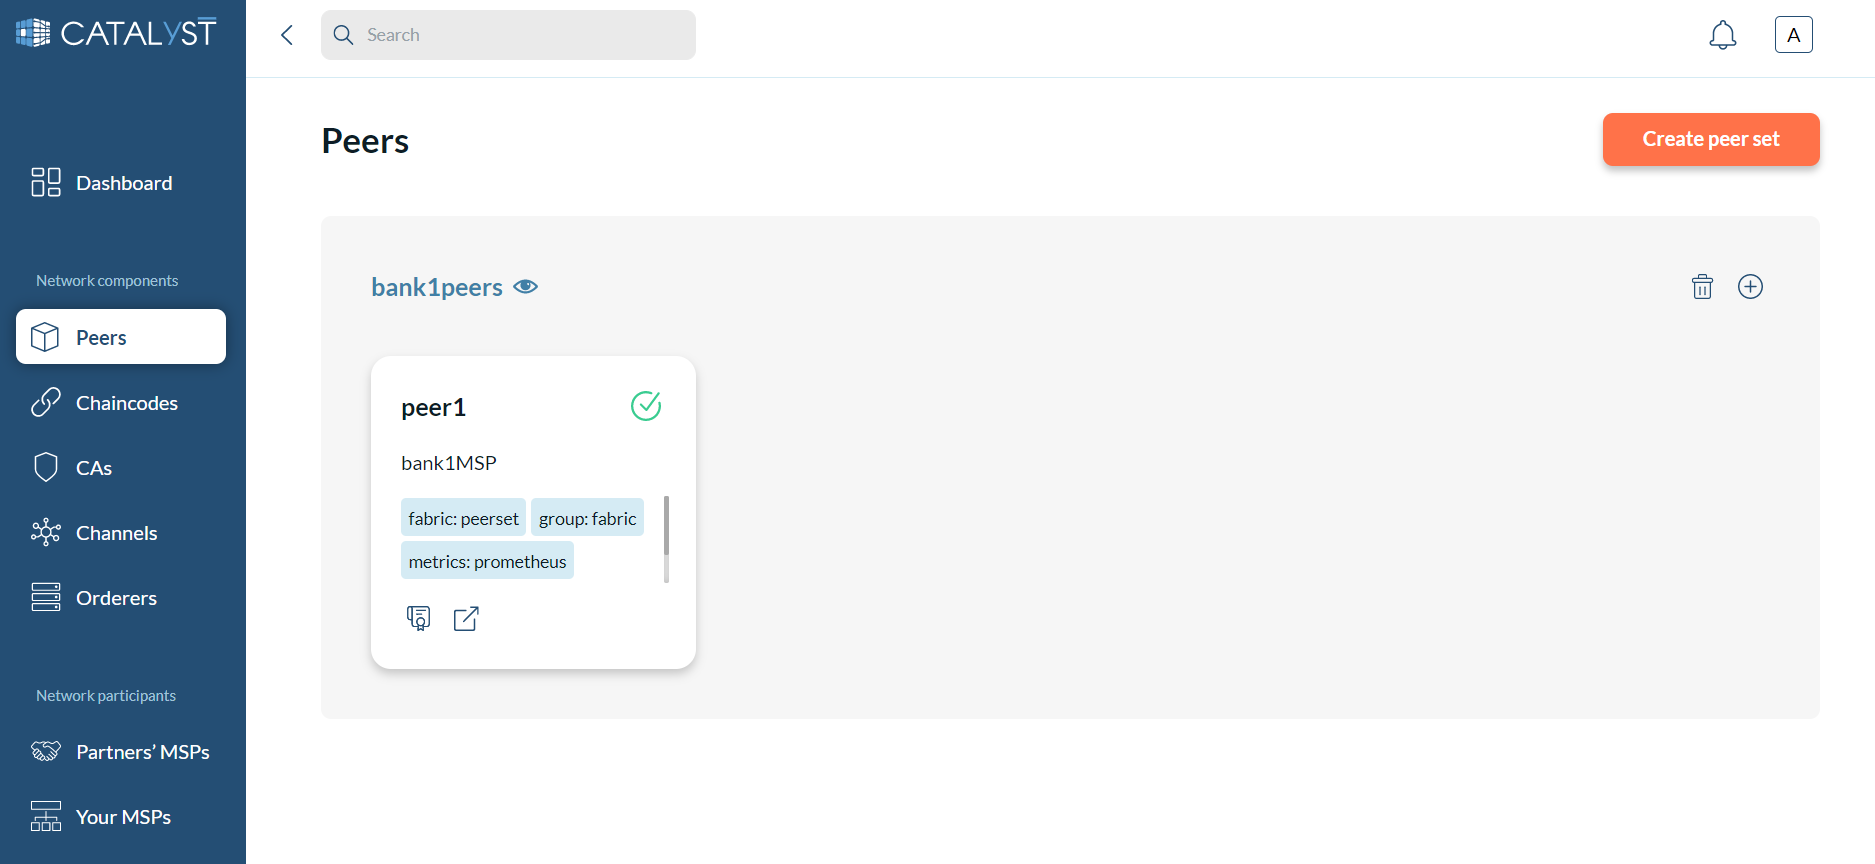 CATALYST
Search
A
Peers
Create peer set
Dashboard
Network components
Peers
Chaincodes
CAs
Channels
Orderers
Network participants
Partners’ MSPs
Your MSPs
bank1peers
peer1
bank1MSP
fabric: peerset group: fabric
metrics: prometheus